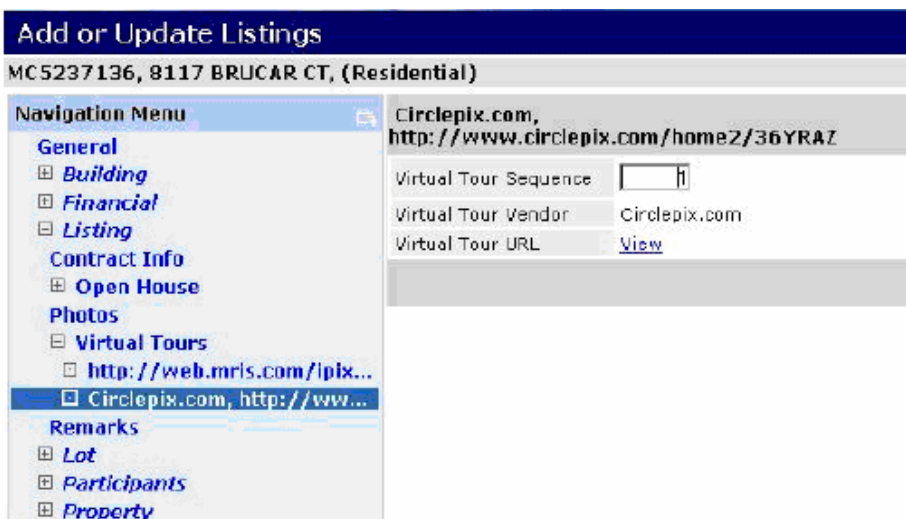 Add or Update Listings
MC5237136, 8117 BRUCAR CT, (Residential)
Navigation Menu
General
Building
Financial
Listing
Contract Info
Open House
Photos
Virtual Tours
http://web.mris.com/ipix...
Circlepix.com, http://ww...
Remarks
Lot
Participants
Property
Circlepix.com,
http://www.circlepix.com/home2/36YRAZ
Virtual Tour Sequence 1
Virtual Tour Vendor Circlepix.com
Virtual Tour URL View